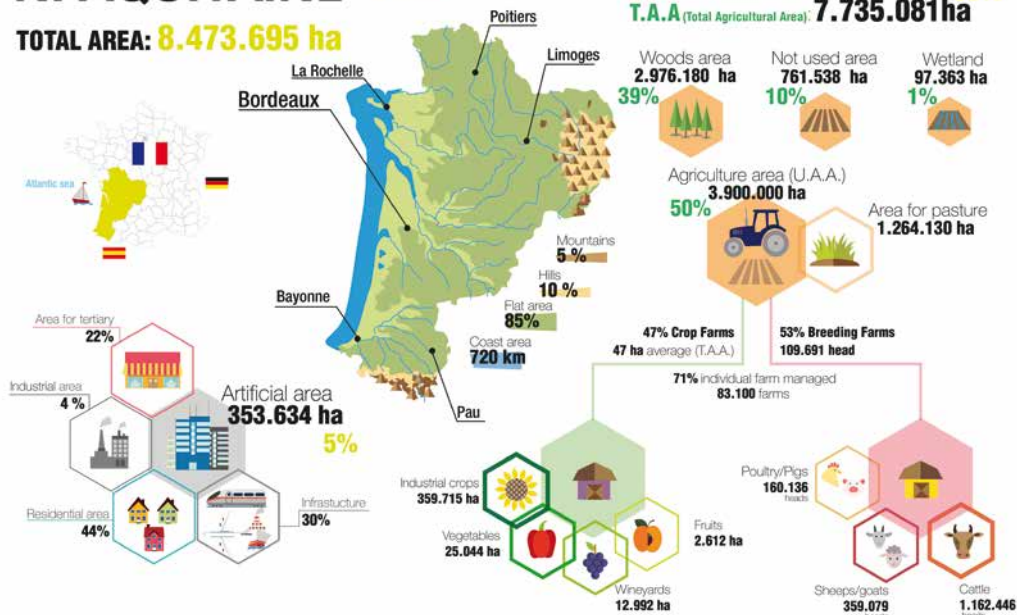 TOTAL AREA: 8.473.695 ha
T.A.A (Total Agricultural Area): 7.735.081 ha
Poitiers
Limoges
La Rochelle
Bordeaux
Bayonne
Pau
Atlantic sea
Woods area
2.976.180 ha
39%
Not used area
761.538 ha
10%
Wetland
97.363 ha
1%
Agriculture area (U.A.A.)
3.900.000 ha
50%
Area for pasture
1.264.130 ha
Mountains
5 %
Hills
10 %
Flat area
85%
Coast area
720 km
Area for tertiary
22%
Industrial area
4 %
Artificial area
353.634 ha
5%
Residential area
44%
Infrastucture
30%
47% Crop Farms
47 ha average (T.A.A.)
53% Breeding Farms
109.691 head
71% individual farm managed
83.100 farms
Industrial crops
359.715 ha
Vegetables
25.044 ha
Wineyards
12.992 ha
Fruits
2.612 ha
Poultry/Pigs
160.136
heads
Sheeps/goats
359.079
Cattle
1.162.446